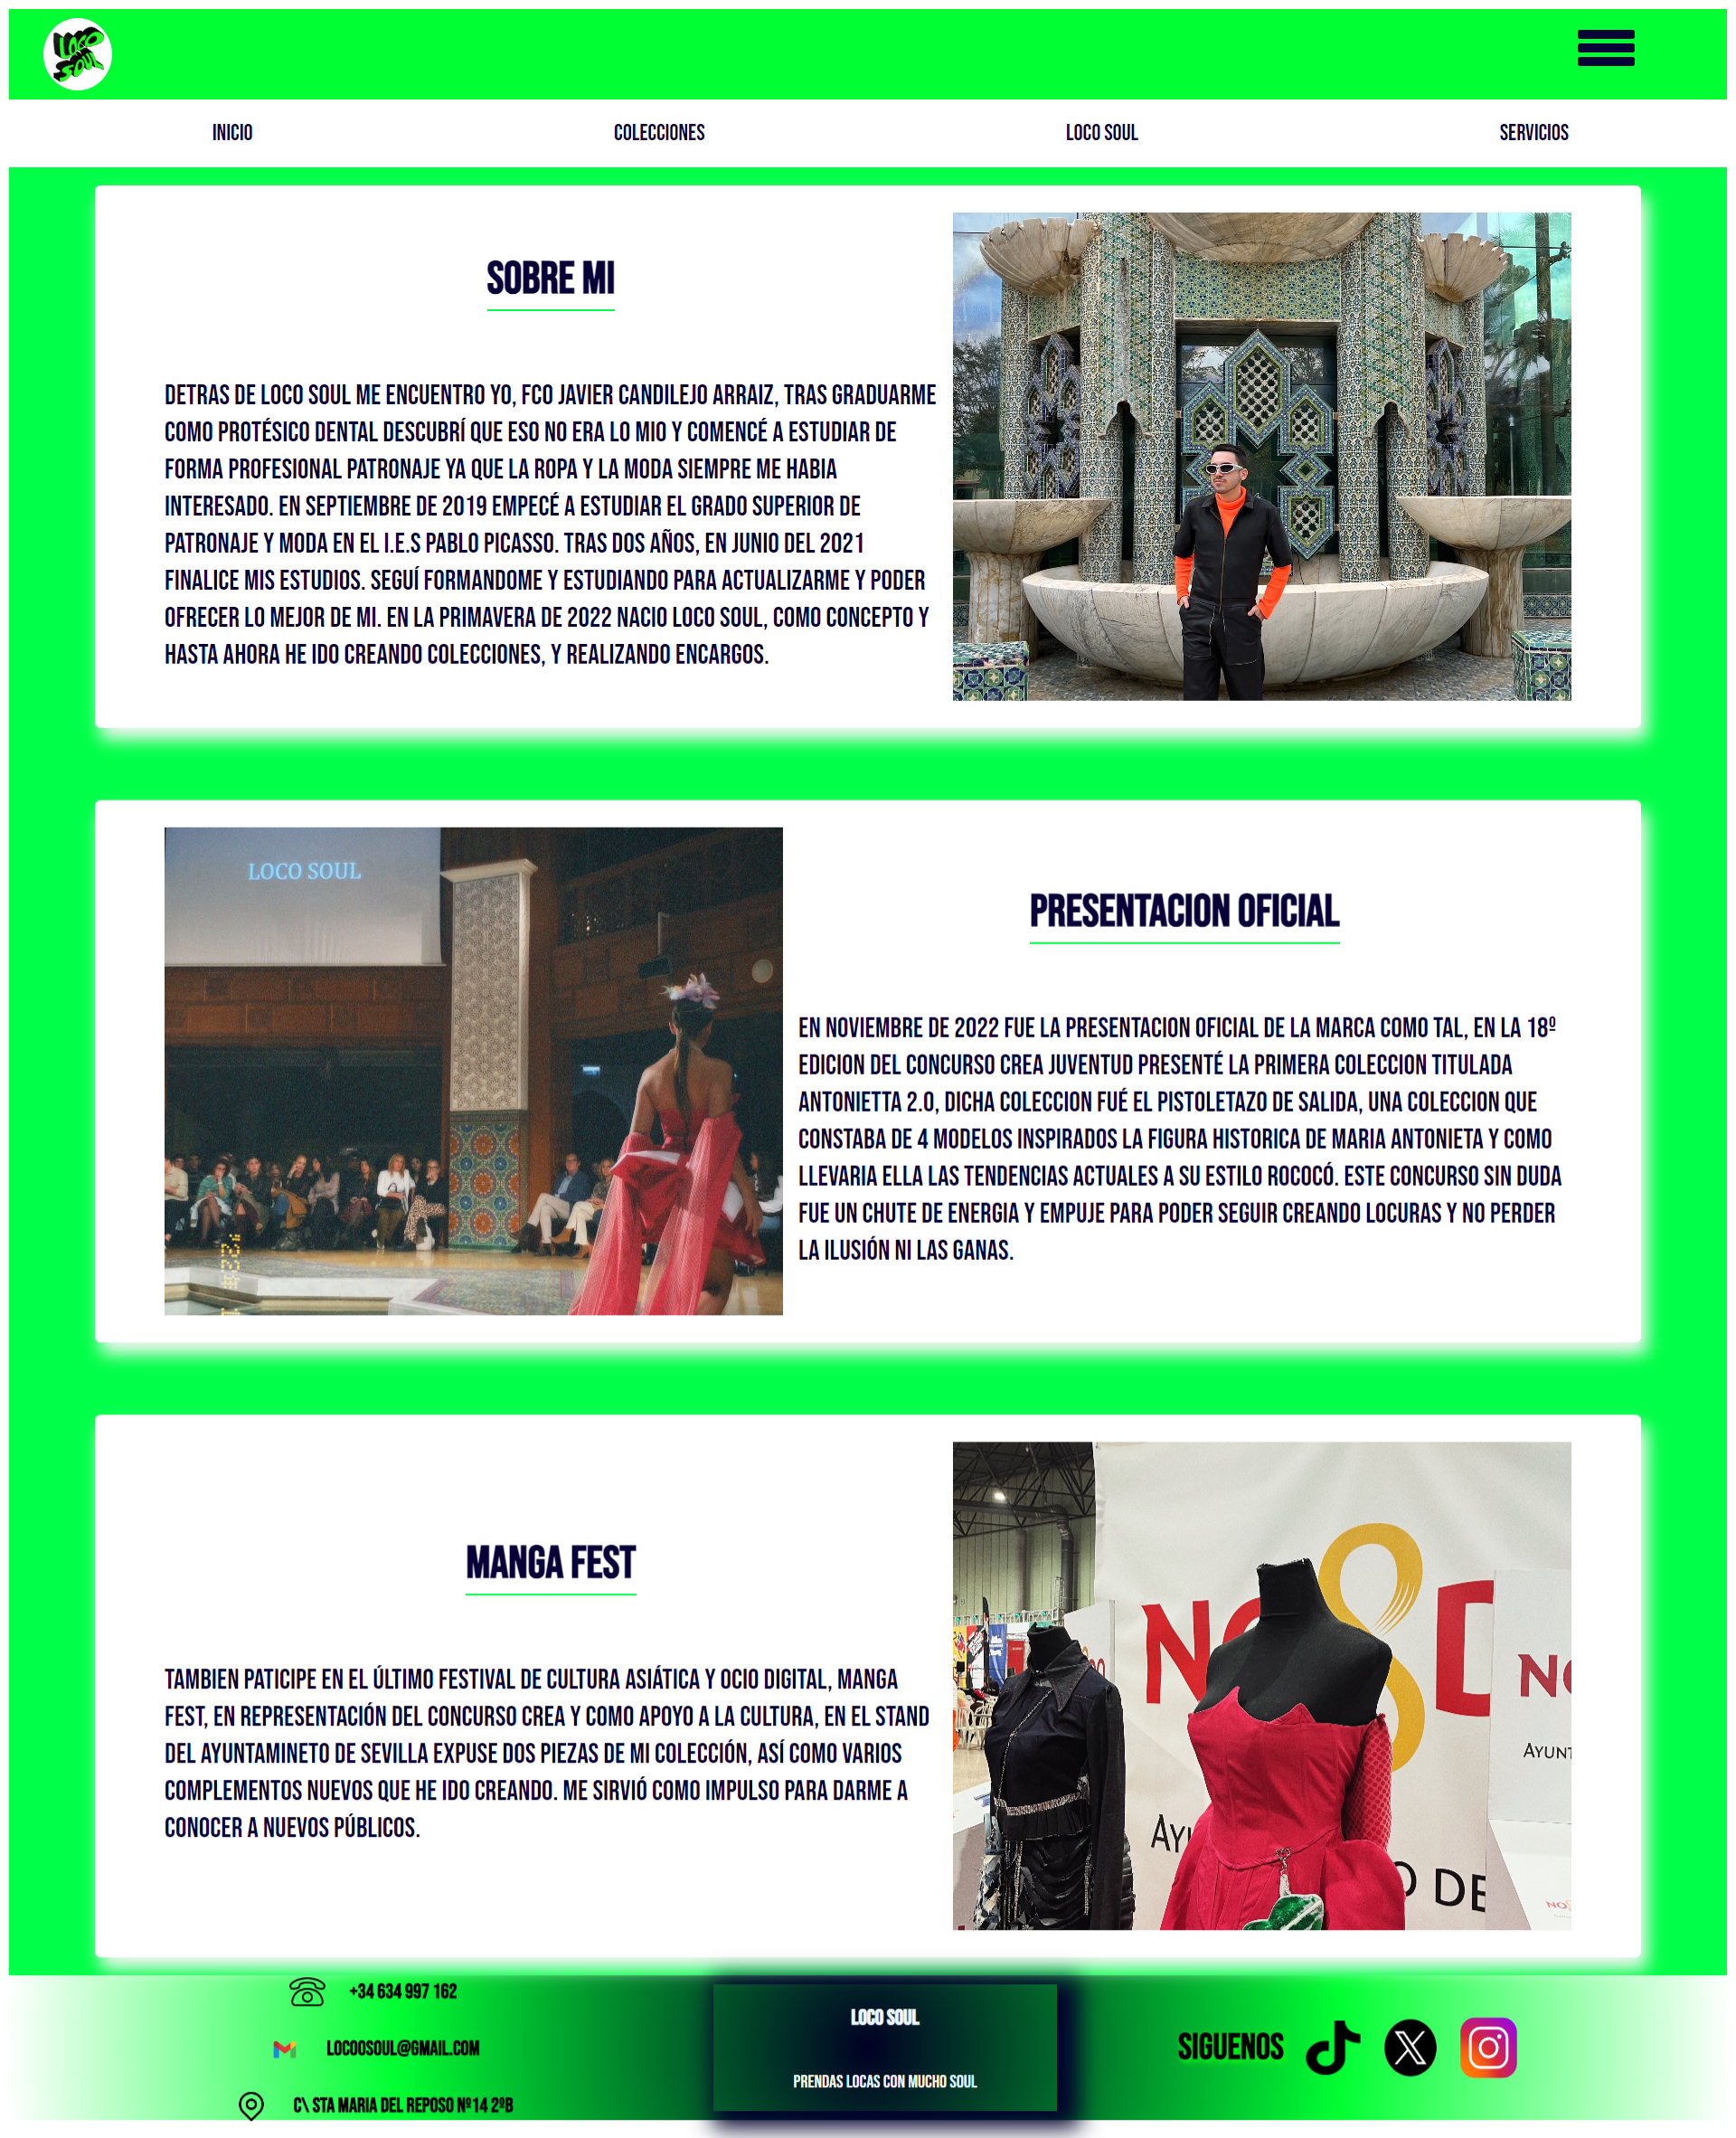 LOCO
SOUL
INICIO
COLECCIONES
LOCO SOUL
SERVICIOS
SOBRE MI
DETRAS DE LOCO SOUL ME ENCUENTRO YO, FCO JAVIER CANDILEJO ARRAIZ, TRAS GRADUARME
COMO PROTÉSICO DENTAL DESCUBRÍ QUE ESO NO ERA LO MIO Y COMENCÉ A ESTUDIAR DE
FORMA PROFESIONAL PATRONAJE YA QUE LA ROPA Y LA MODA SIEMPRE ME HABIA
INTERESADO. EN SEPTIEMBRE DE 2019 EMPECÉ A ESTUDIAR EL GRADO SUPERIOR DE
PATRONAJE Y MODA EN EL I.E.S PABLO PICASSO. TRAS DOS AÑOS, EN JUNIO DEL 2021
FINALICE MIS ESTUDIOS. SEGUÍ FORMANDOME Y ESTUDIANDO PARA ACTUALIZARME Y PODER
OFRECER LO MEJOR DE MI. EN LA PRIMAVERA DE 2022 NACIO LOCO SOUL, COMO CONCEPTO Y
HASTA AHORA HE IDO CREANDO COLECCIONES, Y REALIZANDO ENCARGOS.
LOCO SOUL
PRESENTACION OFICIAL
EN NOVIEMBRE DE 2022 FUE LA PRESENTACION OFICIAL DE LA MARCA COMO TAL, EN LA 18º
EDICION DEL CONCURSO CREA JUVENTUD PRESENTÉ LA PRIMERA COLECCION TITULADA
ANTONIETTA 2.0, DICHA COLECCION FUÉ EL PISTOLETAZO DE SALIDA, UNA COLECCION QUE
CONSTABA DE 4 MODELOS INSPIRADOS LA FIGURA HISTORICA DE MARIA ANTONIETA Y COMO
LLEVARIA ELLA LAS TENDENCIAS ACTUALES A SU ESTILO ROCOCÓ. ESTE CONCURSO SIN DUDA
FUE UN CHUTE DE ENERGIA Y EMPUJE PARA PODER SEGUIR CREANDO LOCURAS Y NO PERDER
LA ILUSIÓN NI LAS GANAS.
MANGA FEST
TAMBIEN PATICIPE EN EL ÚLTIMO FESTIVAL DE CULTURA ASIÁTICA Y OCIO DIGITAL, MANGA
FEST, EN REPRESENTACIÓN DEL CONCURSO CREA Y COMO APOYO A LA CULTURA, EN EL STAND
DEL AYUNTAMINETO DE SEVILLA EXPUSE DOS PIEZAS DE MI COLECCIÓN, ASÍ COMO VARIOS
COMPLEMENTOS NUEVOS QUE HE IDO CREANDO. ME SIRVIÓ COMO IMPULSO PARA DARME A
CONOCER A NUEVOS PÚBLICOS.
NO8D
NO
AYUNT
AYU
O DE
NO
+34 634 997 162
LOCOOSOUL@GMAIL.COM
C\ STA MARIA DEL REPOSO Nº14 2ºB
LOCO SOUL
PRENDAS LOCAS CON MUCHO SOUL
SIGUENOS